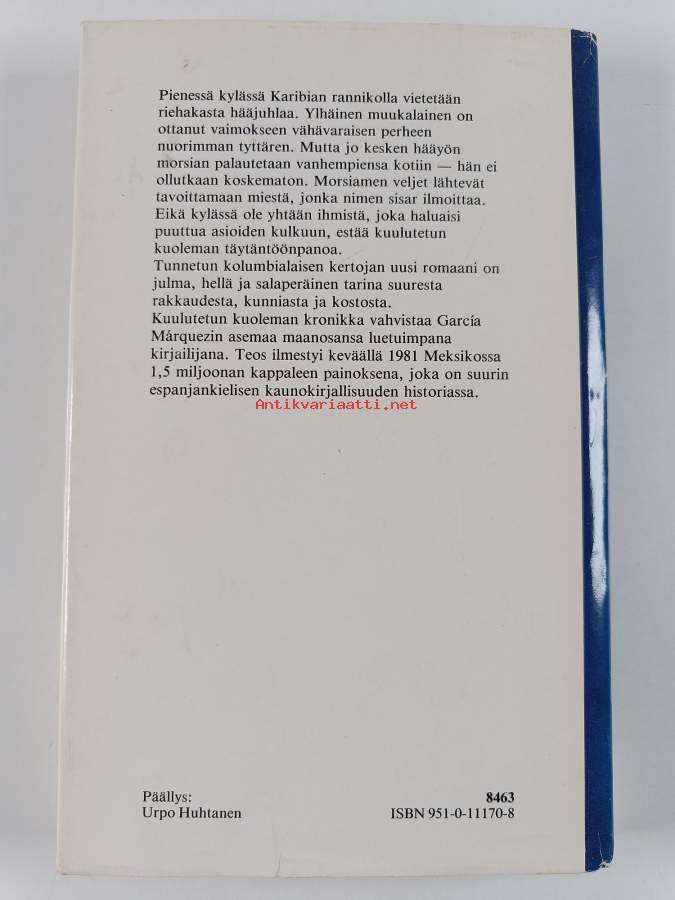 Pienessä kylässä Karibian rannikolla vietetään
riehakasta hääjuhlaa. Ylhäinen muukalainen on
ottanut vaimokseen vähävaraisen perheen
nuorimman tyttären. Mutta jo kesken hääyön
morsian palautetaan vanhempiensa kotiin — hän ei
ollutkaan koskematon. Morsiamen veljet lähtevät
tavoittamaan miestä, jonka nimen sisar ilmoittaa.
Eikä kylässä ole yhtään ihmistä, joka haluaisi
puuttua asioiden kulkuun, estää kuulutetun
kuoleman täytäntöönpanoa.
Tunnetun kolumbialaisen kertojan uusi romaani on
julma, hellä ja salaperäinen tarina suuresta
rakkaudesta, kunniasta ja kostosta.
Kuulutetun kuoleman kronikka vahvistaa García
Márquezin asemaa maanosansa luetuimpana
kirjailijana. Teos ilmestyi keväällä 1981 Meksikossa
1,5 miljoonan kappaleen painoksena, joka on suurin
espanjankielisen kaunokirjallisuuden historiassa.
Antikvariaatti.net
Päällys:
Urpo Huhtanen
8463
ISBN 951-0-11170-8